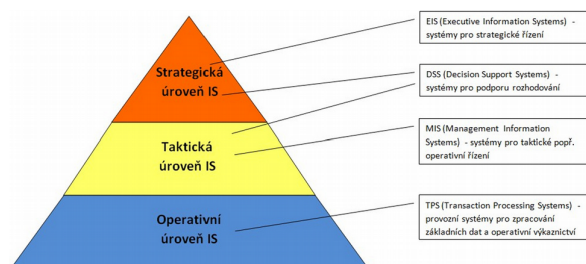 Strategická
úroveň IS
Taktická
úroveň IS
Operativní
úroveň IS
EIS (Executive Information Systems) -
systémy pro strategické řízení
DSS (Decision Support Systems) -
systémy pro podporu rozhodování
MIS (Management Information
Systems) - systémy pro taktické popř.
operativní řízení
TPS (Transaction Processing Systems) -
provozní systémy pro zpracování
základních dat a operativní výkaznictví